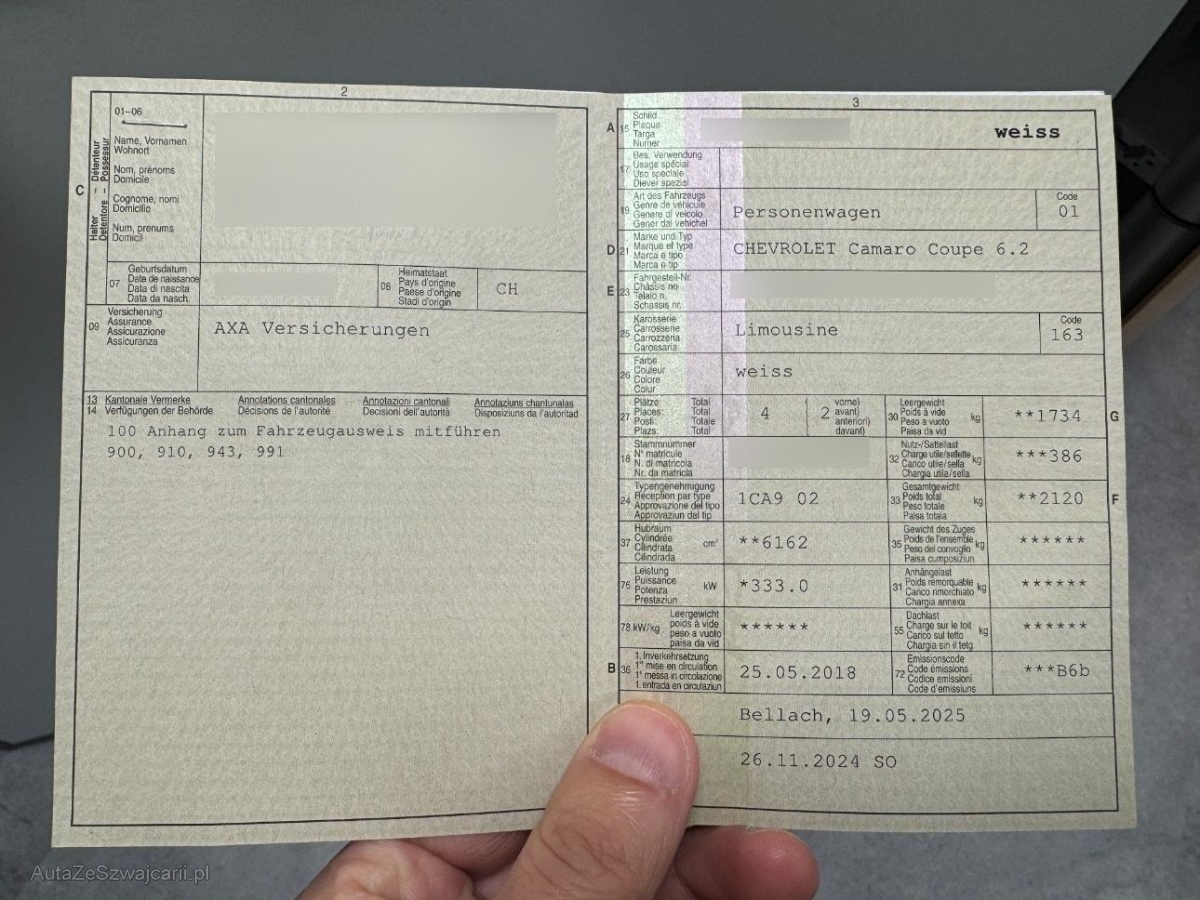 2
01-06
Halter – Détenteur
Detentore – Possessur
Name, Vornamen
Wohnort
Nom, prénoms
Domicile
Cognome, nomi
Domicilio
Num, prenums
Domicil
C
07
Geburtsdatum
Date de naissance
Data di nascita
Data da nasch.
06
Heimatstaat
Pays d'origine
Paese d'origine
Stadi d'origin
CH
09
Versicherung
Assurance
Assicurazione
Assicuranza
AXA Versicherungen
13 Kantonale Vermerke Annotations cantonales Annotazioni cantonali Annotaziuns chantunalas
14 Verfügungen der Behörde Décisions de l'autorité Decisioni dell'autorità Disposiziuns da l'autoritad
100 Anhang zum Fahrzeugausweis mitführen
900, 910, 943, 991
3
A 15
Schild
Plaque
Targa
Numer
weiss
17
Bes. Verwendung
Usage spécial
Uso speciale
Diever spezial
19
Art des Fahrzeugs
Genre de véhicule
Genere di veicolo
Gener dal vehichel
Personenwagen
Code
01
D 21
Marke und Typ
Marque et type
Marca e tipo
Marca e tip
CHEVROLET Camaro Coupe 6.2
E 23
Fahrgestell-Nr.
Châssis no
Telaio n.
Schassis nr.
25
Karosserie
Carrosserie
Carrozzeria
Carossaria
Limousine
Code
163
26
Farbe
Couleur
Colore
Colur
weiss
27
Plätze Total
Places: Total
Posti: Totale
Plazs: Total
4
2
vorne)
avant)
anteriori)
davant)
30
Leergewicht
Poids à vide
Peso a vuoto
Paisa da vid
kg
**1734
G
18
Stammnummer
N° matricule
N. di matricola
Nr. da matricla
32
Nutz-/Sattellast
Charge utile/sellette
Carico utile/sella
Chargia utila/sella
kg
***386
24
Typengenehmigung
Réception par type
Approvazione del tipo
Approvaziun dal tip
1CA9 02
33
Gesamtgewicht
Poids total
Peso totale
Paisa totala
kg
**2120
F
37
Hubraum
Cylindrée
Cilindrata
Cilindrada
cm³
**6162
35
Gewicht des Zuges
Poids de l'ensemble
Peso del convoglio
Paisa cumposiziun
kg
******
76
Leistung
Puissance
Potenza
Prestaziun
kW
*333.0
31
Anhängelast
Poids remorquable
Carico rimorchiato
Chargia annexa
kg
******
78 kW/kg
Leergewicht
poids à vide
peso a vuoto
paisa da vid
******
55
Dachlast
Charge sur le toit
Carico sul tetto
Chargia sin il tetg
kg
******
B 36
1. Inverkehrsetzung
1re mise en circulation
1a messa in circolazione
1. entrada en circulaziun
25.05.2018
72
Emissionscode
Code émissions
Codice emissioni
Code d'emissiuns
***B6b
Bellach, 19.05.2025
26.11.2024 SO
AutaZeSzwajcarii.pl